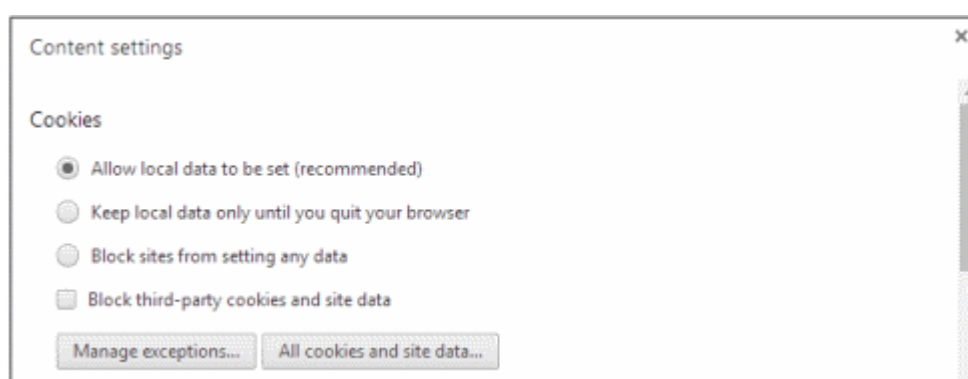 Content settings
Cookies
Allow local data to be set (recommended)
Keep local data only until you quit your browser
Block sites from setting any data
Block third-party cookies and site data
Manage exceptions... All cookies and site data...